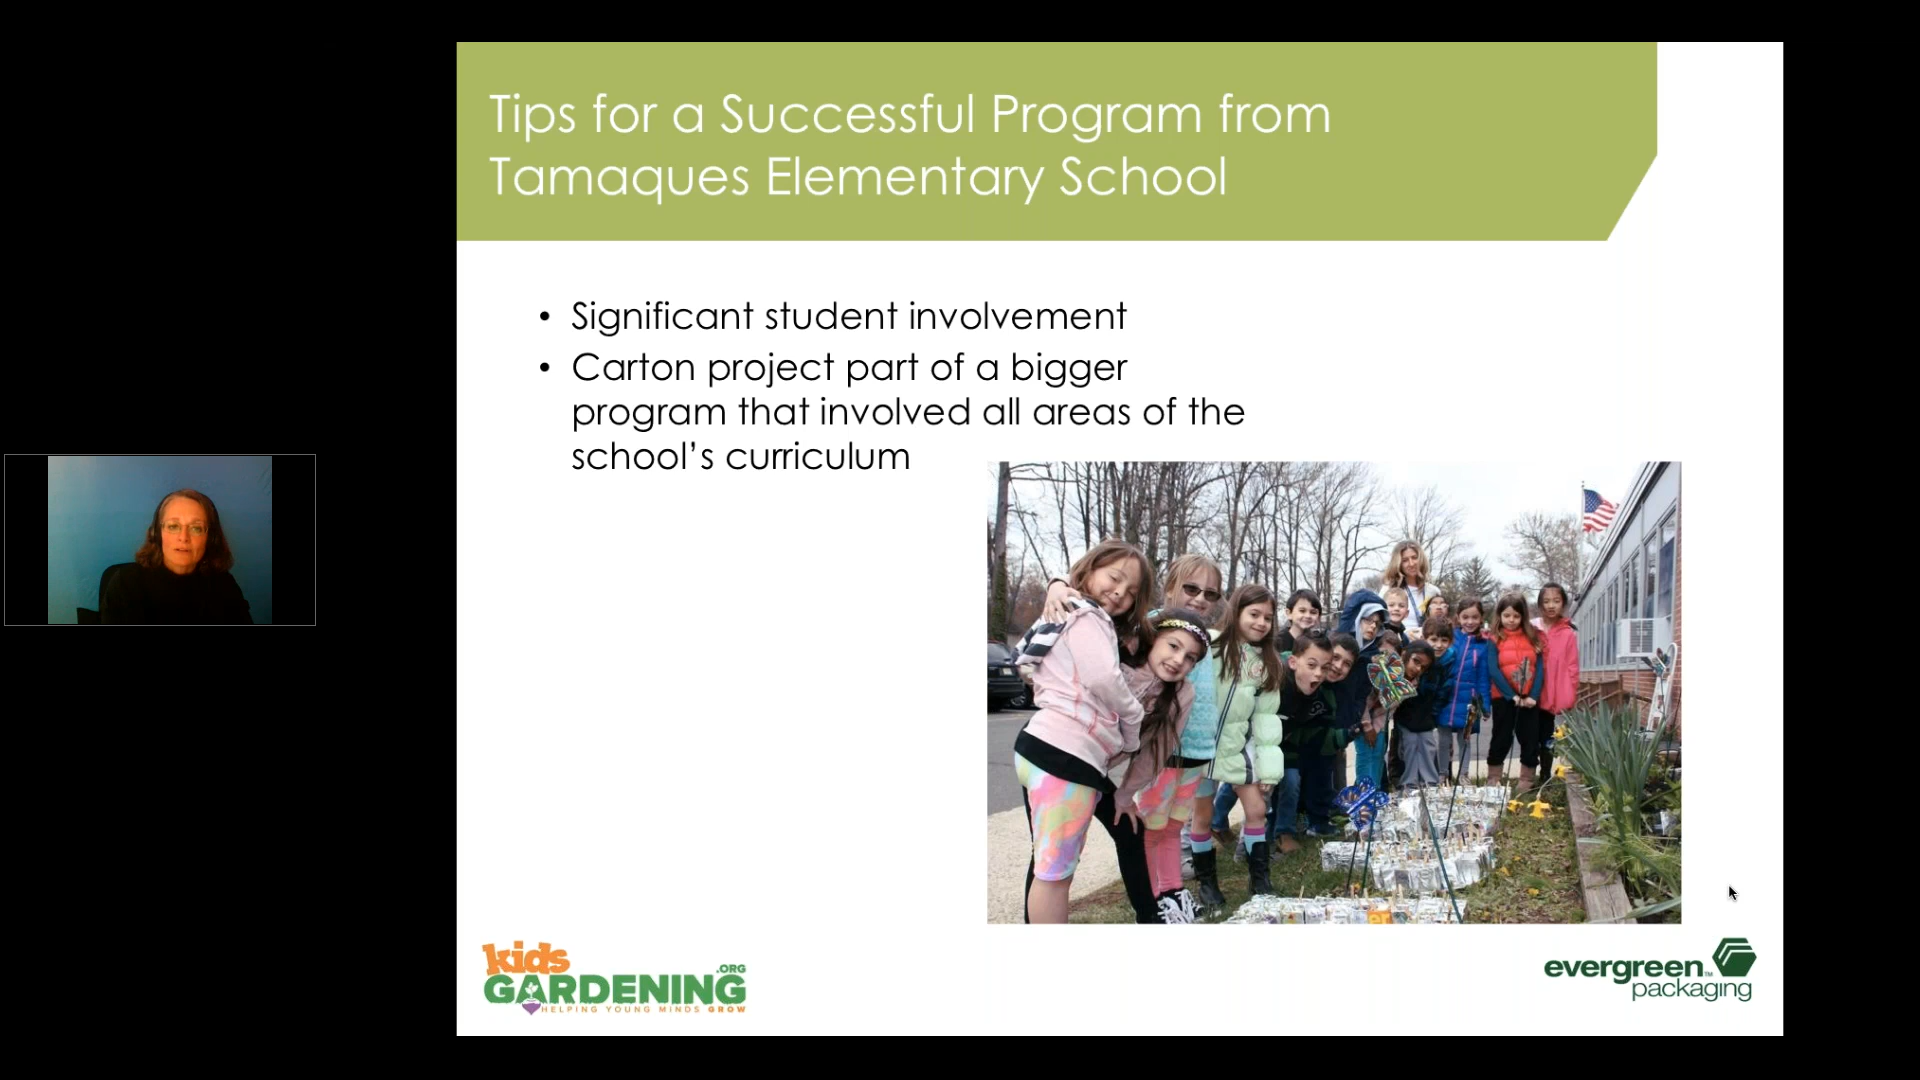 Tips for a Successful Program from
Tamaques Elementary School
• Significant student involvement
• Carton project part of a bigger
program that involved all areas of the
school's curriculum
kids
GARDENING.ORG
HELPING YOUNG MINDS GROW
evergreen™
packaging